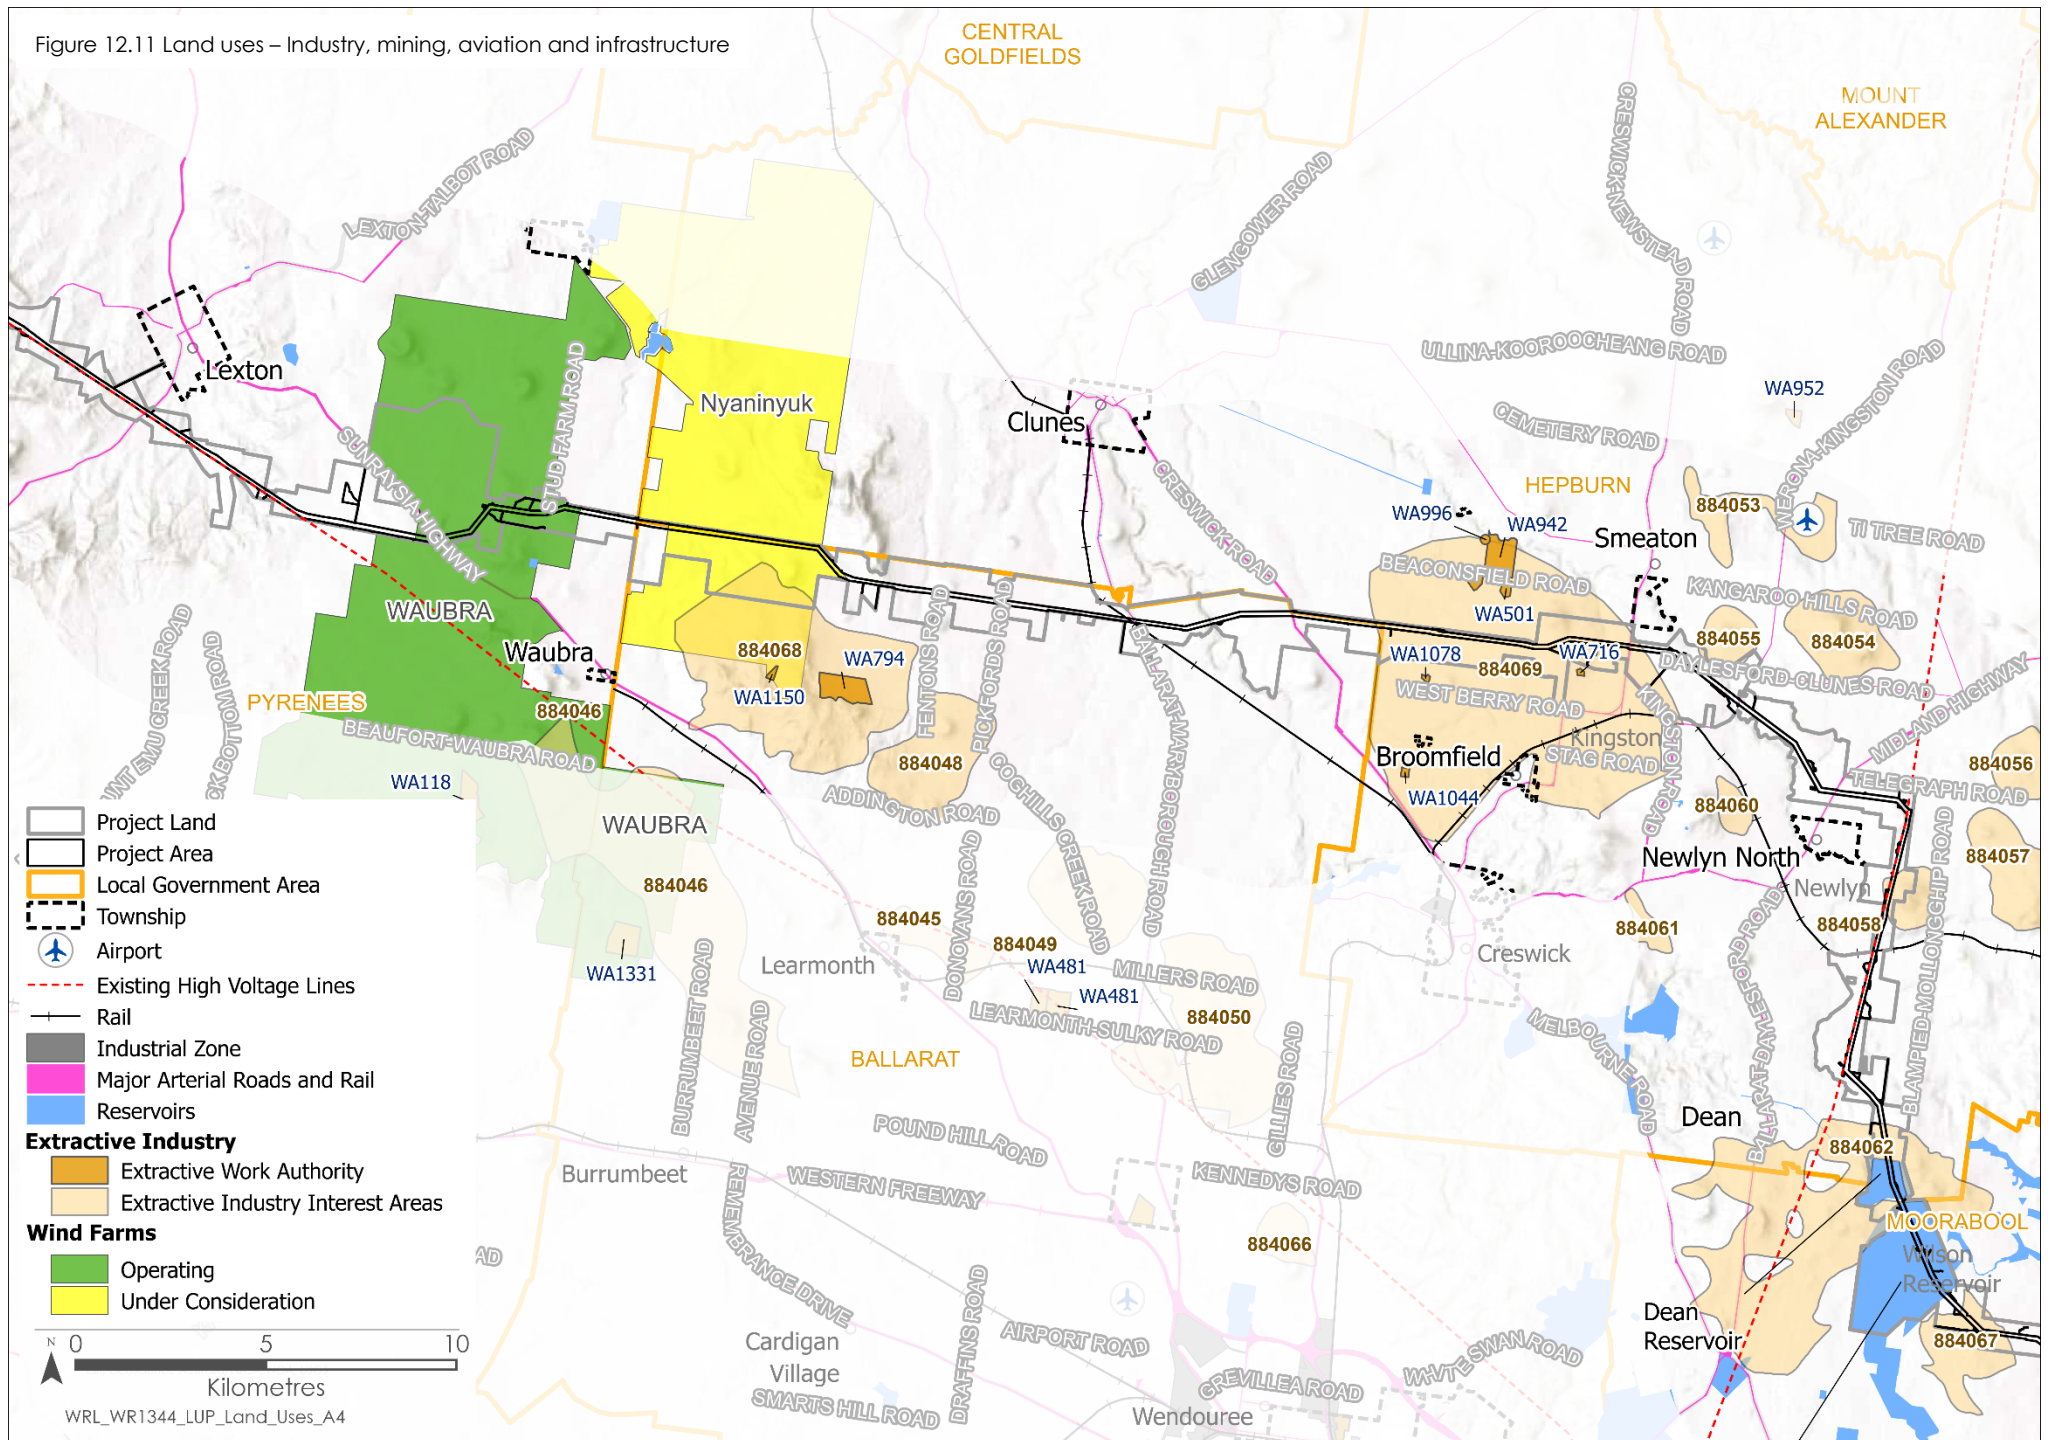 Figure 12.11 Land uses – Industry, mining, aviation and infrastructure
CENTRAL
GOLDFIELDS
MOUNT
ALEXANDER
LEXTON-TALBOT ROAD
GLENGOWER ROAD
CRESWICK-NEWSTEAD ROAD
Lexton
STUD FARM ROAD
Nyaninyuk
Clunes
ULLINA-KOOROOCHEANG ROAD
WA952
CEMETERY ROAD
WERONA-KINGSTON ROAD
SUNRAYSIA HIGHWAY
CRESWICK ROAD
HEPBURN
884053
WA996
WA942
Smeaton
TI TREE ROAD
BEACONSFIELD ROAD
KANGAROO HILLS ROAD
WAUBRA
WA501
884055
884054
Waubra
884068
WA794
FENTONS ROAD
PICKFORDS ROAD
BALLARAT-MARYBOROUGH ROAD
WA1078
884069
WA716
DAYLESFORD-CLUNES ROAD
WA1150
WEST BERRY ROAD
KINGSTON ROAD
MIDLAND HIGHWAY
PYRENEES
884046
BEAUFORT-WAUBRA ROAD
Kingston
Broomfield
STAG ROAD
884048
884056
WA118
COGHILLS CREEK ROAD
TELEGRAPH ROAD
ADDINGTON ROAD
WA1044
884060
WAUBRA
Newlyn North
884057
884046
DONOVANS ROAD
Newlyn
BLAMPIED-MOLLONGGHIP ROAD
884045
884061
884058
884049
Creswick
Learmonth
WA481
MILLERS ROAD
WA1331
WA481
BURRUMBEET ROAD
AVENUE ROAD
LEARMONTH-SULKY ROAD
884050
MELBOURNE ROAD
BALLARAT-DAYLESFORD ROAD
BALLARAT
GILLIES ROAD
Dean
POUND HILL ROAD
884062
Burrumbeet
WESTERN FREEWAY
KENNEDYS ROAD
REMEMBRANCE DRIVE
MOORABOOL
884066
Wilson
Reservoir
Dean
Reservoir
884067
Cardigan
Village
DRAFFINS ROAD
AIRPORT ROAD
WHYTE SWAN ROAD
GREVILLEA ROAD
SMARTS HILL ROAD
Wendouree
Project Land
Project Area
Local Government Area
Township
Airport
Existing High Voltage Lines
Rail
Industrial Zone
Major Arterial Roads and Rail
Reservoirs
Extractive Industry
Extractive Work Authority
Extractive Industry Interest Areas
Wind Farms
Operating
Under Consideration
N
0 5 10
Kilometres
WRL_WR1344_LUP_Land_Uses_A4